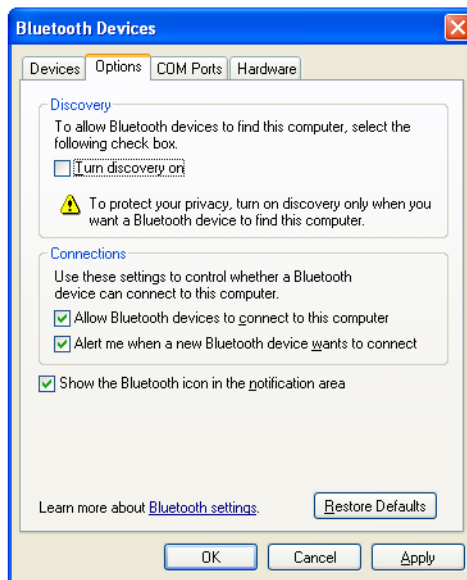 Bluetooth Devices
Devices Options COM Ports Hardware
Discovery
To allow Bluetooth devices to find this computer, select the
following check box.
Turn discovery on
To protect your privacy, turn on discovery only when you
want a Bluetooth device to find this computer.
Connections
Use these settings to control whether a Bluetooth
device can connect to this computer.
Allow Bluetooth devices to connect to this computer
Alert me when a new Bluetooth device wants to connect
Show the Bluetooth icon in the notification area
Learn more about Bluetooth settings.
Restore Defaults
OK Cancel Apply